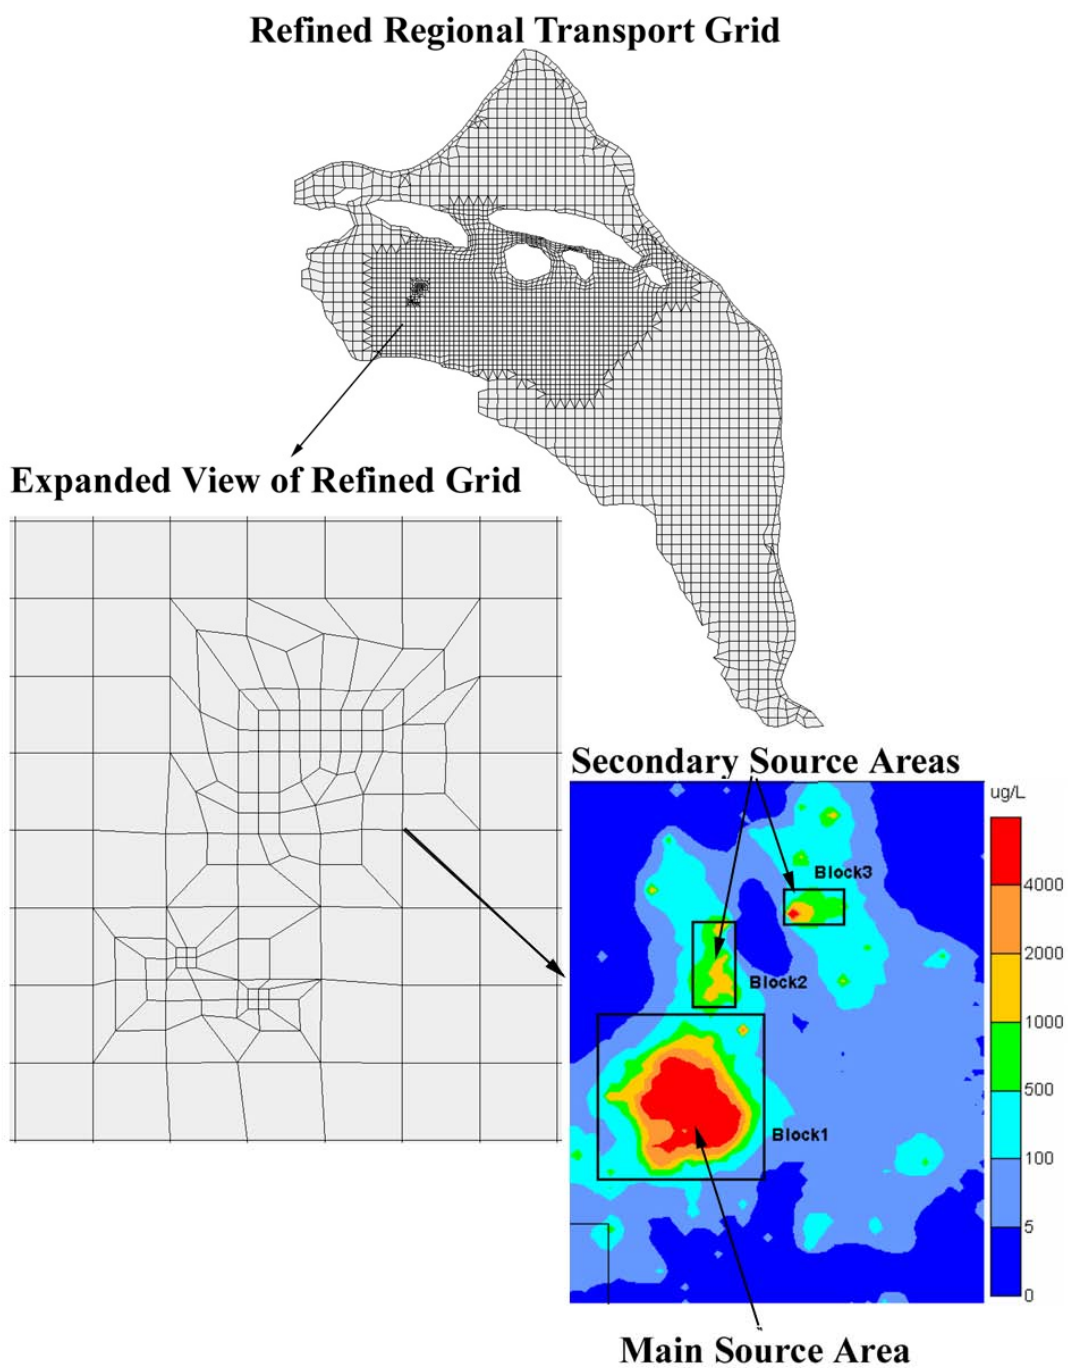 Refined Regional Transport Grid
Expanded View of Refined Grid
Secondary Source Areas
ug/L
Block3
4000
2000
Block2
1000
500
Block1
100
5
0
Main Source Area